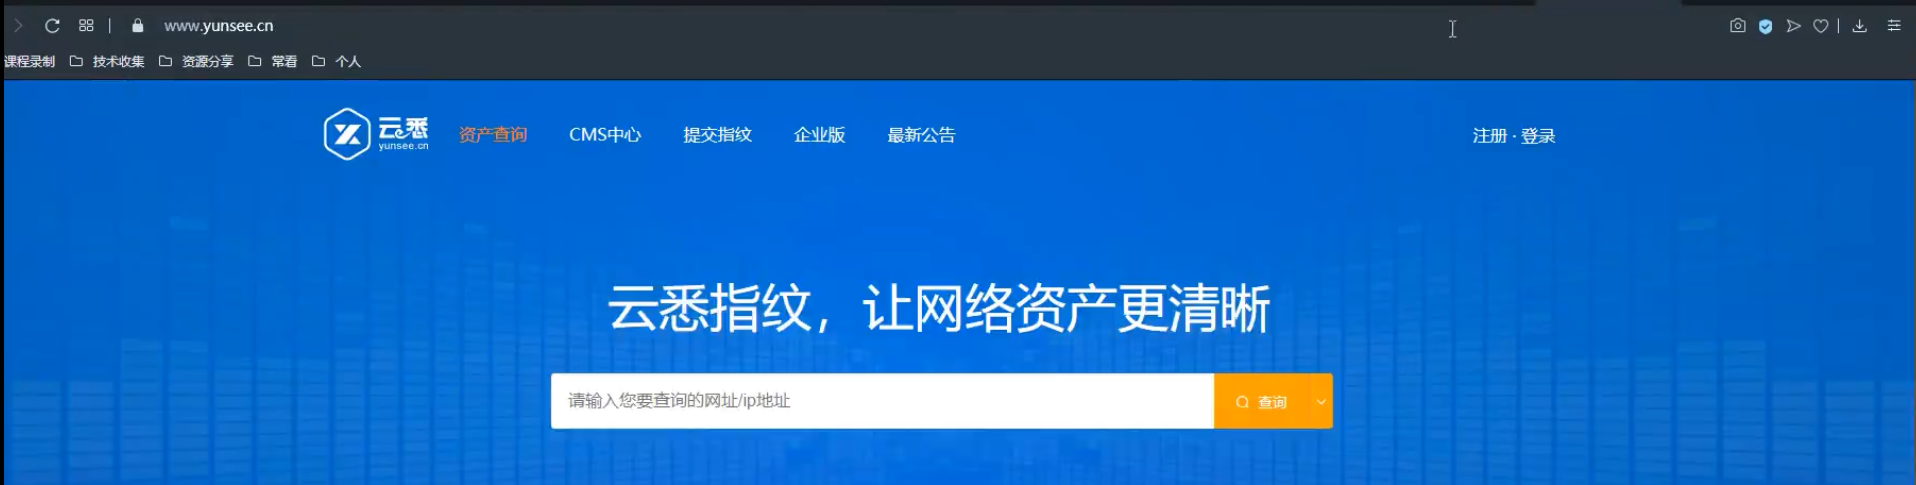 www.yunsee.cn
课程录制 技术收集 资源分享 常看 个人
云悉 资产查询 CMS中心 提交指纹 企业版 最新公告 注册 · 登录
yunsee.cn
云悉指纹，让网络资产更清晰
请输入您要查询的网址/ip地址 查询